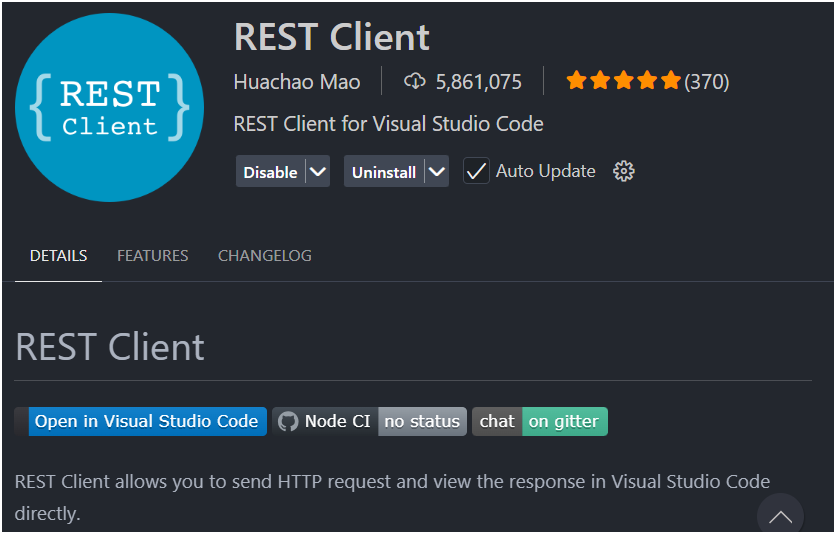 REST Client
{ REST
Client }
Huachao Mao 5,861,075 (370)
REST Client for Visual Studio Code
Disable Uninstall Auto Update
DETAILS FEATURES CHANGELOG
REST Client
Open in Visual Studio Code Node CI no status chat on gitter
REST Client allows you to send HTTP request and view the response in Visual Studio Code
directly.